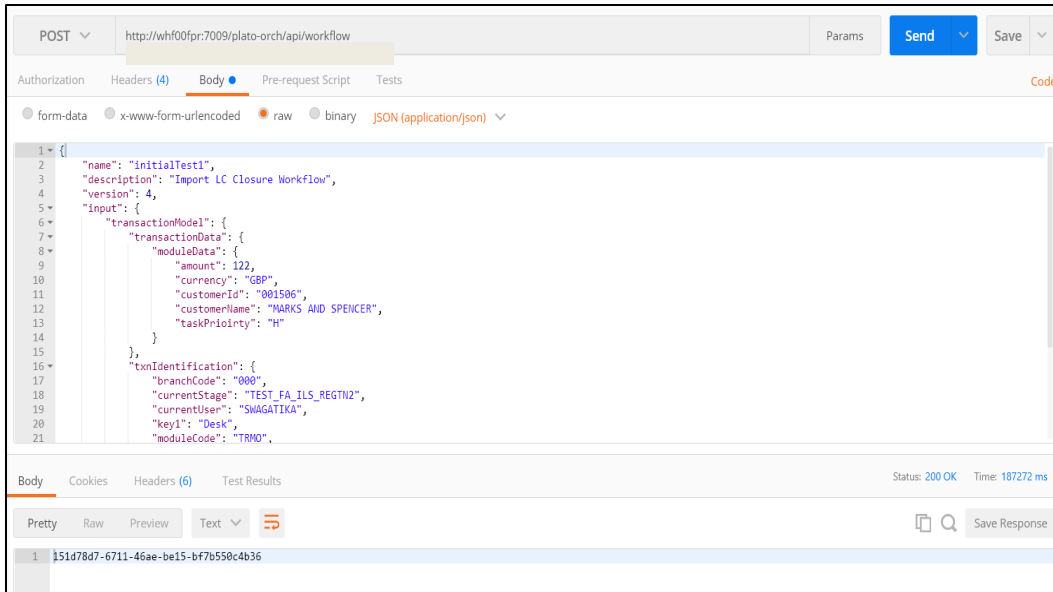 POST http://whf00fpr:7009/plato-orch/api/workflow Params Send Save
Authorization Headers (4) Body Pre-request Script Tests Code
form-data x-www-form-urlencoded raw binary JSON (application/json)
1 {
2 "name": "initialTest1",
3 "description": "Import LC Closure Workflow",
4 "version": 4,
5 "input": {
6 "transactionModel": {
7 "transactionData": {
8 "moduleData": {
9 "amount": 122,
10 "currency": "GBP",
11 "customerId": "001506",
12 "customerName": "MARKS AND SPENCER",
13 "taskPrioirty": "H"
14 }
15 },
16 "txnIdentification": {
17 "branchCode": "000",
18 "currentStage": "TEST_FA_ILS_REGTN2",
19 "currentUser": "SWAGATIKA",
20 "key1": "Desk",
21 "moduleCode": "TRMO",
Body Cookies Headers (6) Test Results Status: 200 OK Time: 187272 ms
Pretty Raw Preview Text Save Response
1 151d78d7-6711-46ae-be15-bf7b550c4b36